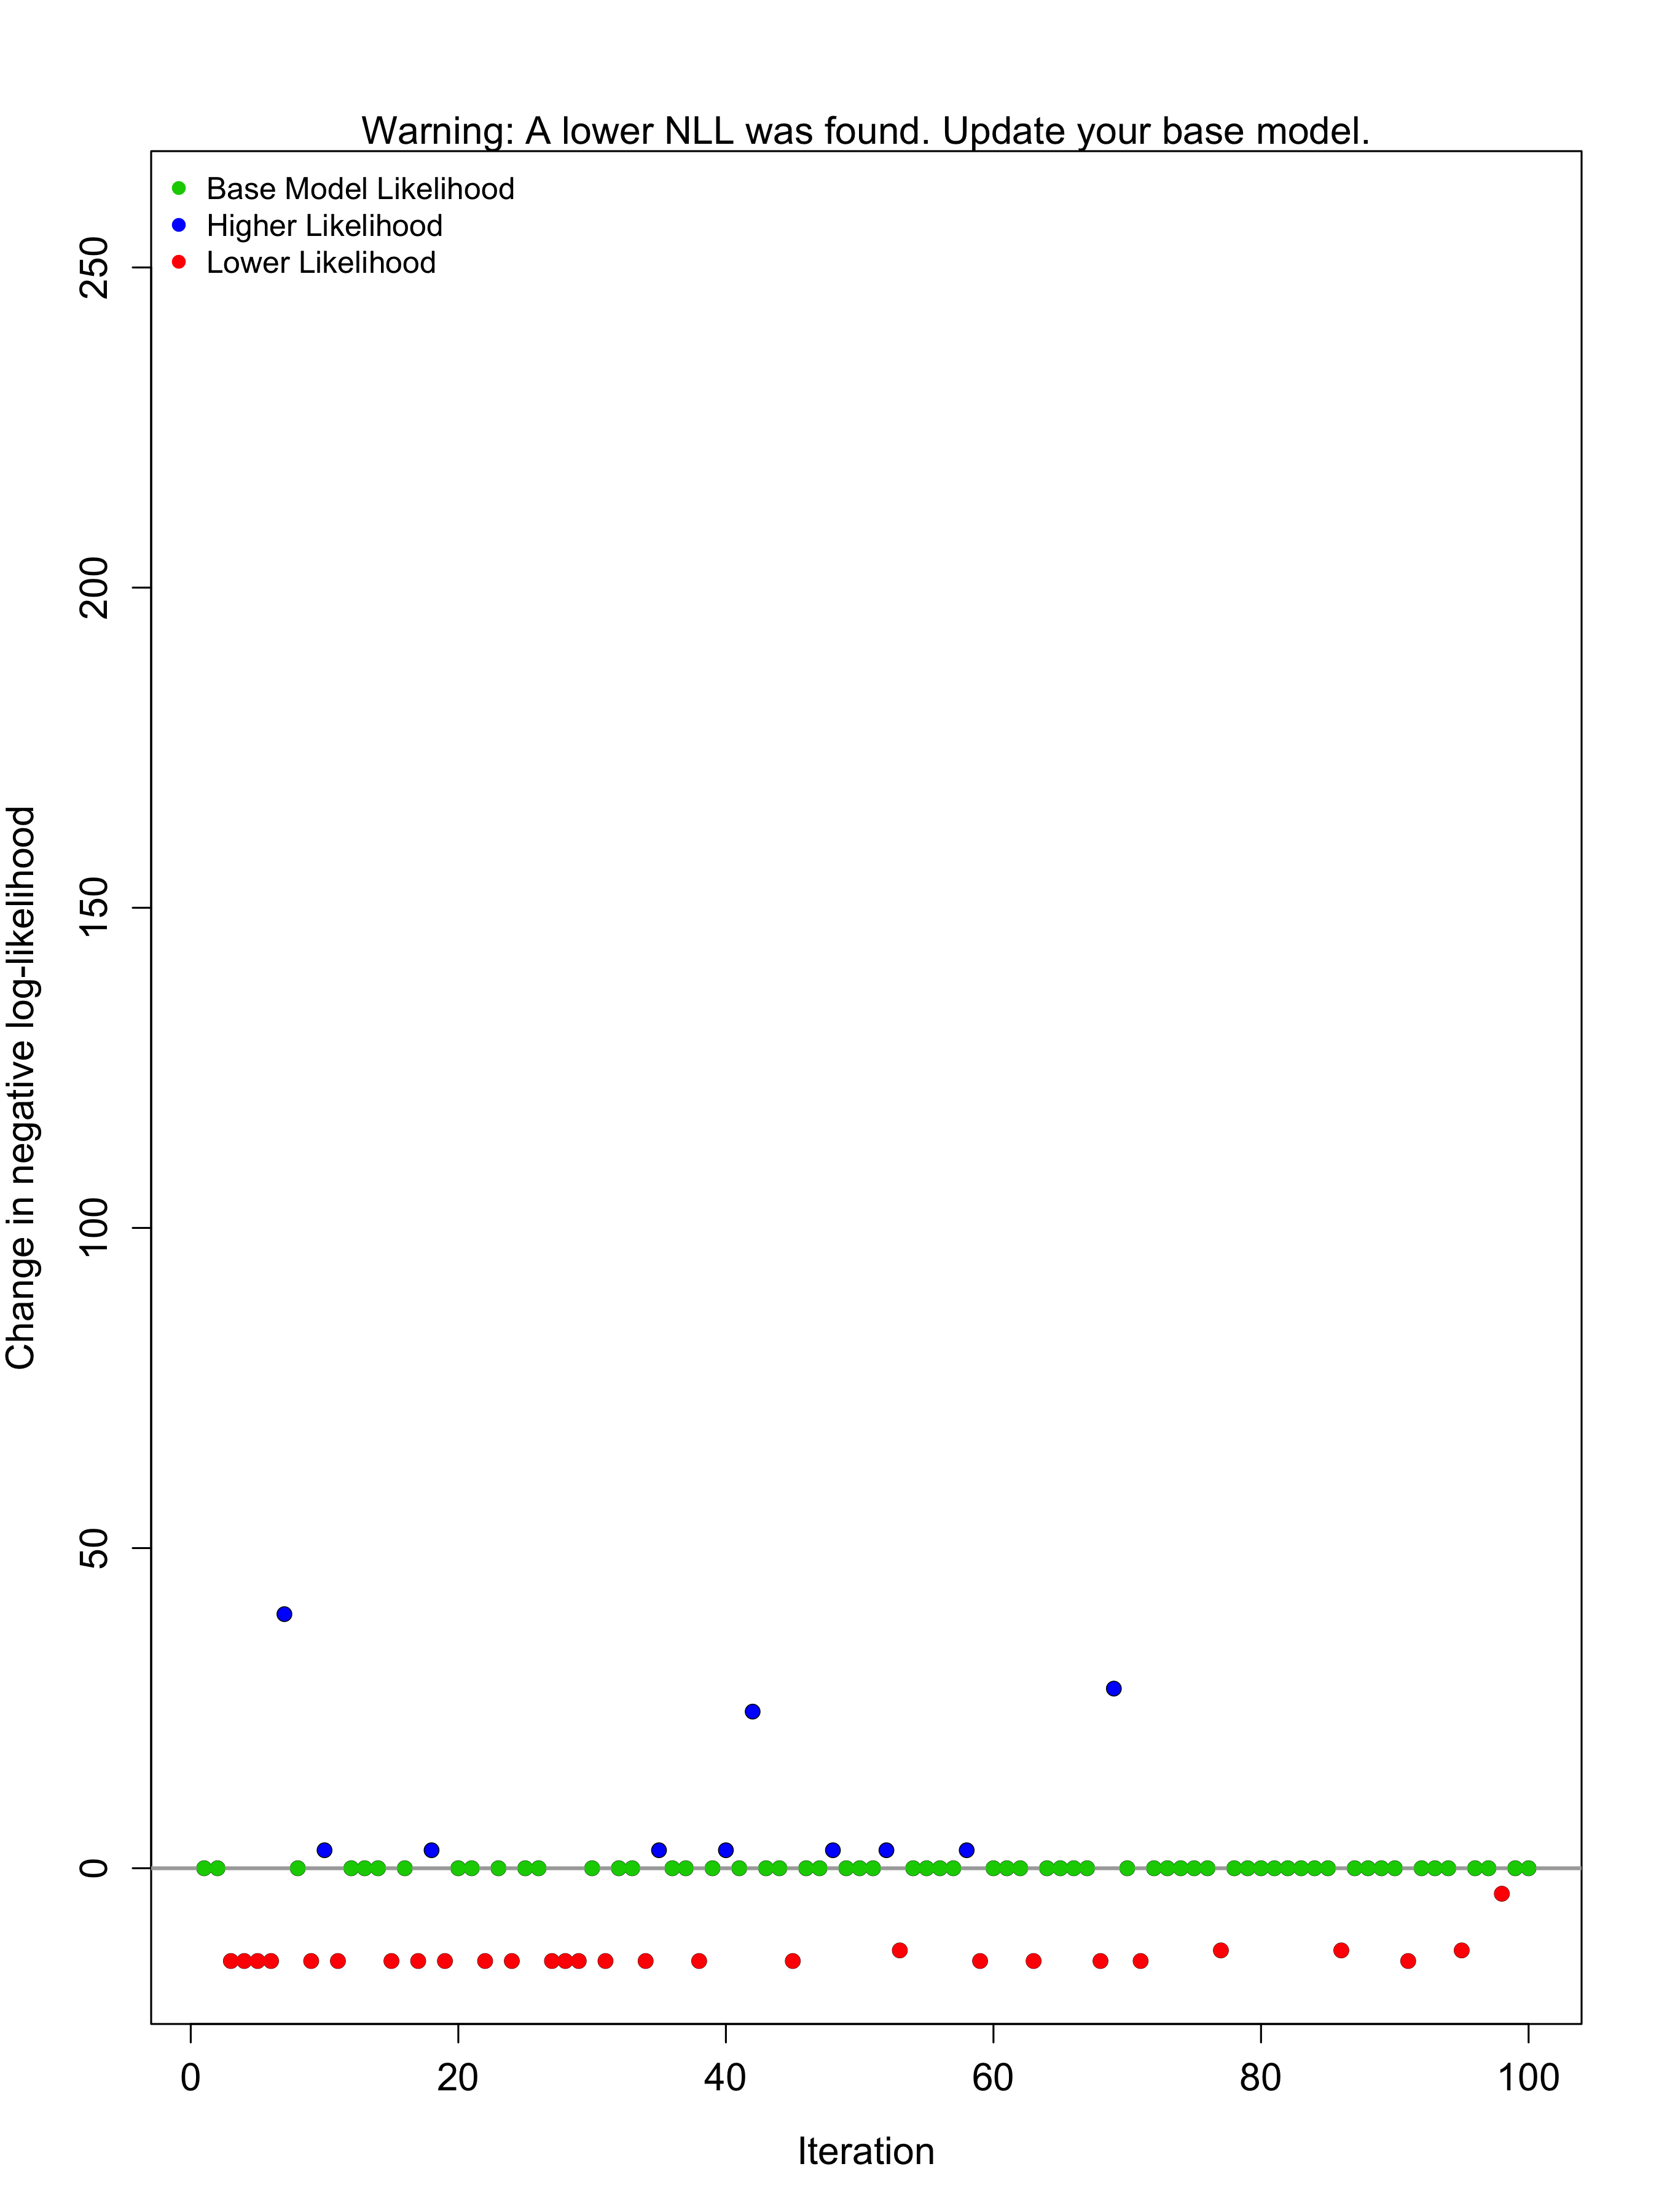 Warning: A lower NLL was found. Update your base model.
Base Model Likelihood
Higher Likelihood
Lower Likelihood
250
200
150
100
50
0
Change in negative log-likelihood
0 20 40 60 80 100
Iteration